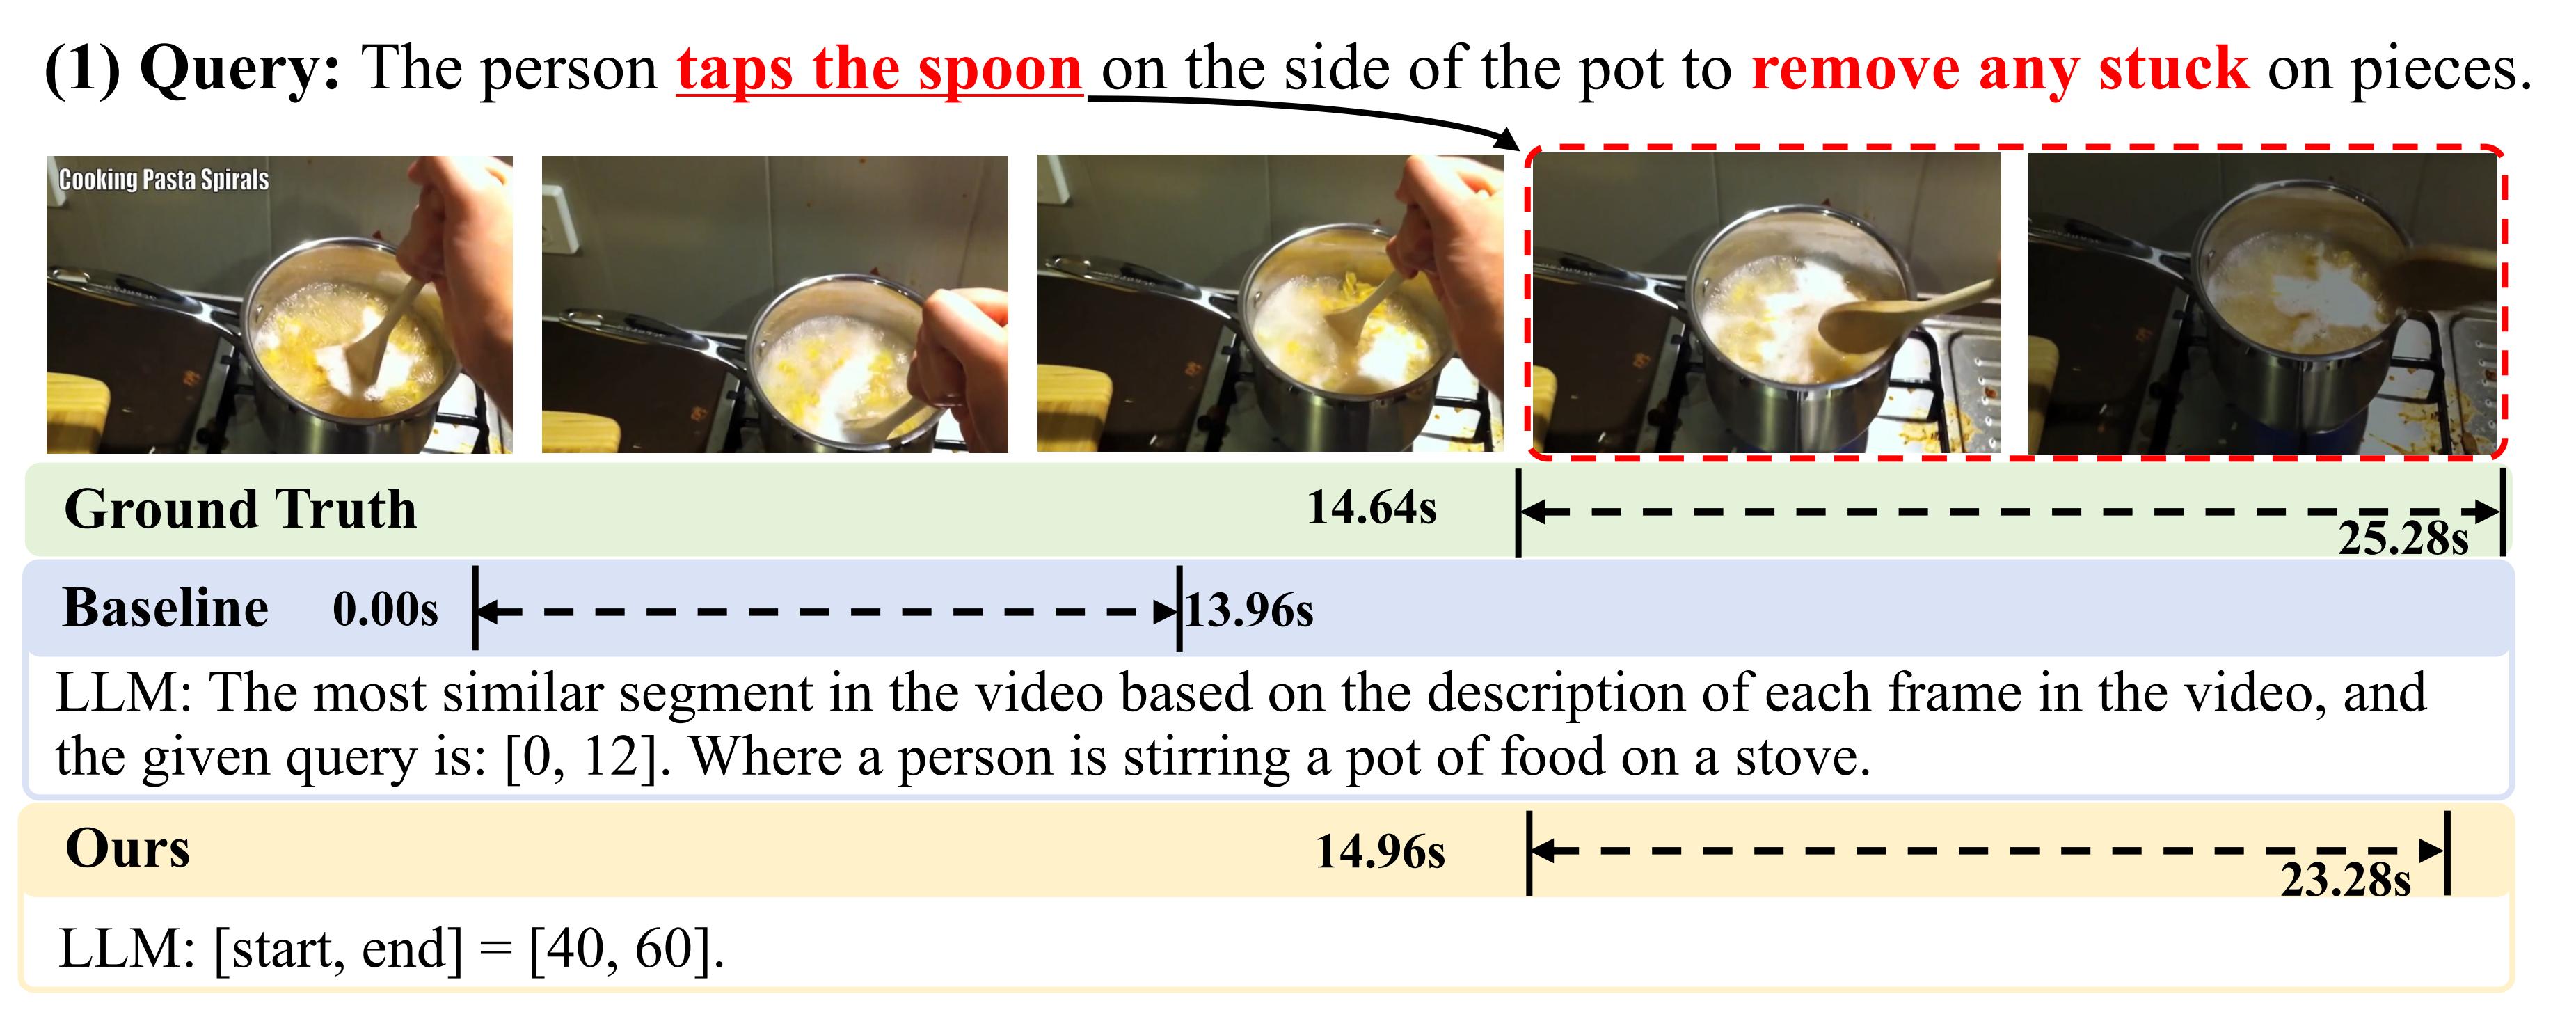 (1) Query: The person taps the spoon on the side of the pot to remove any stuck on pieces.
Cooking Pasta Spirals
Ground Truth 14.64s 25.28s
Baseline 0.00s 13.96s
LLM: The most similar segment in the video based on the description of each frame in the video, and
the given query is: [0, 12]. Where a person is stirring a pot of food on a stove.
Ours 14.96s 23.28s
LLM: [start, end] = [40, 60].